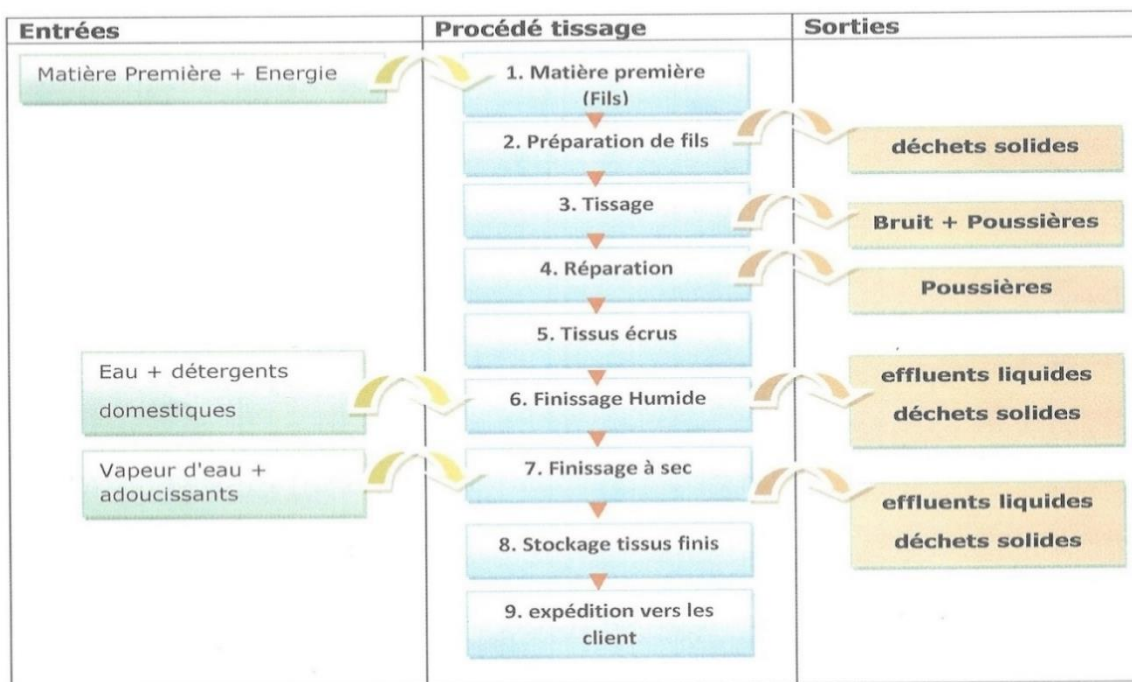 Entrées
Procédé tissage
Sorties
Matière Première + Energie
1. Matière première
(Fils)
2. Préparation de fils
déchets solides
3. Tissage
Bruit + Poussières
4. Réparation
Poussières
5. Tissus écrus
Eau + détergents
domestiques
6. Finissage Humide
effluents liquides
déchets solides
Vapeur d'eau +
adoucissants
7. Finissage à sec
effluents liquides
déchets solides
8. Stockage tissus finis
9. expédition vers les
client